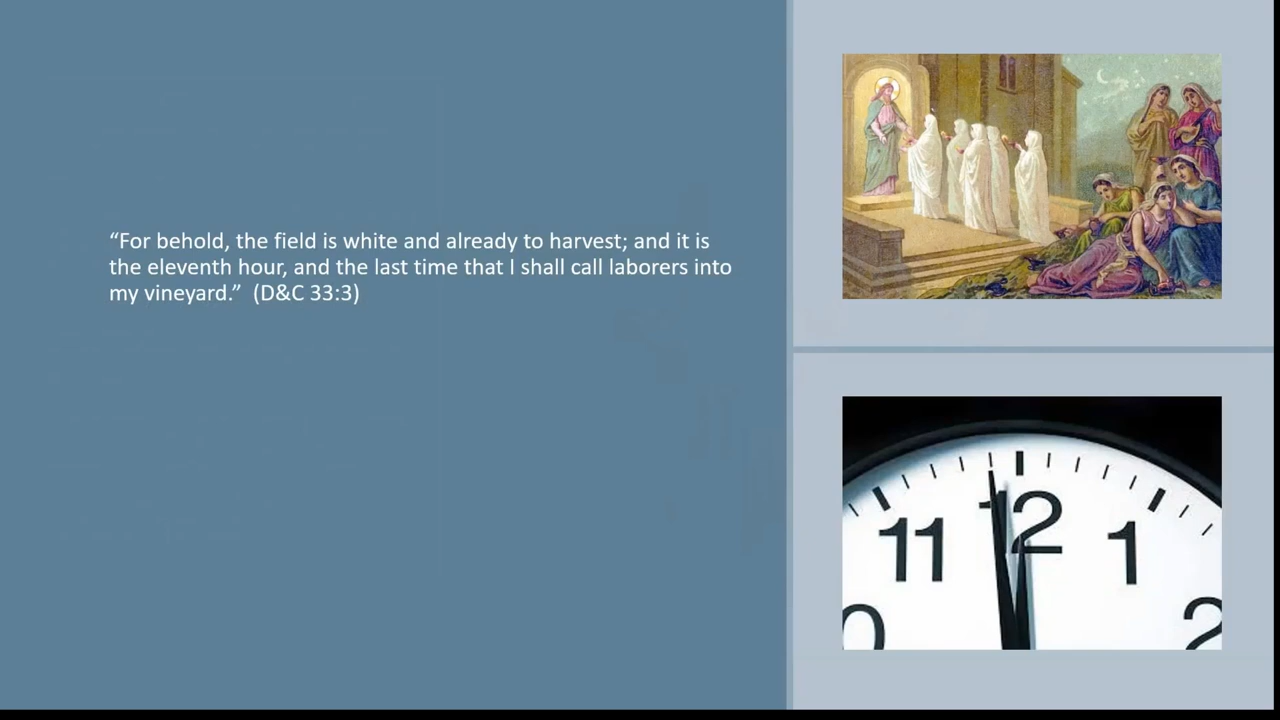 “For behold, the field is white and already to harvest; and it is
the eleventh hour, and the last time that I shall call laborers into
my vineyard.”  (D&C 33:3)
11
12
1
0
2